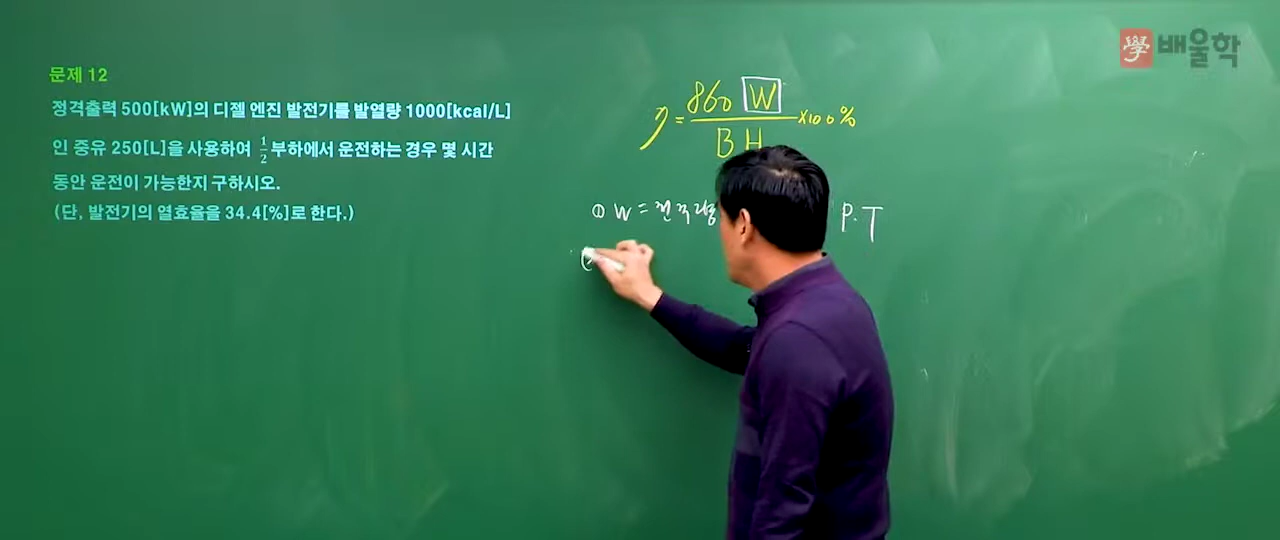 學 배울학
문제 12
정격출력 500[kW]의 디젤 엔진 발전기를 발열량 1000[kcal/L]
인 중유 250[L]을 사용하여 1/2 부하에서 운전하는 경우 몇 시간
동안 운전이 가능한지 구하시오.
(단, 발전기의 열효율을 34.4[%]로 한다.)
η = 860 W / B H ×100%
① W = 전력량 P.T